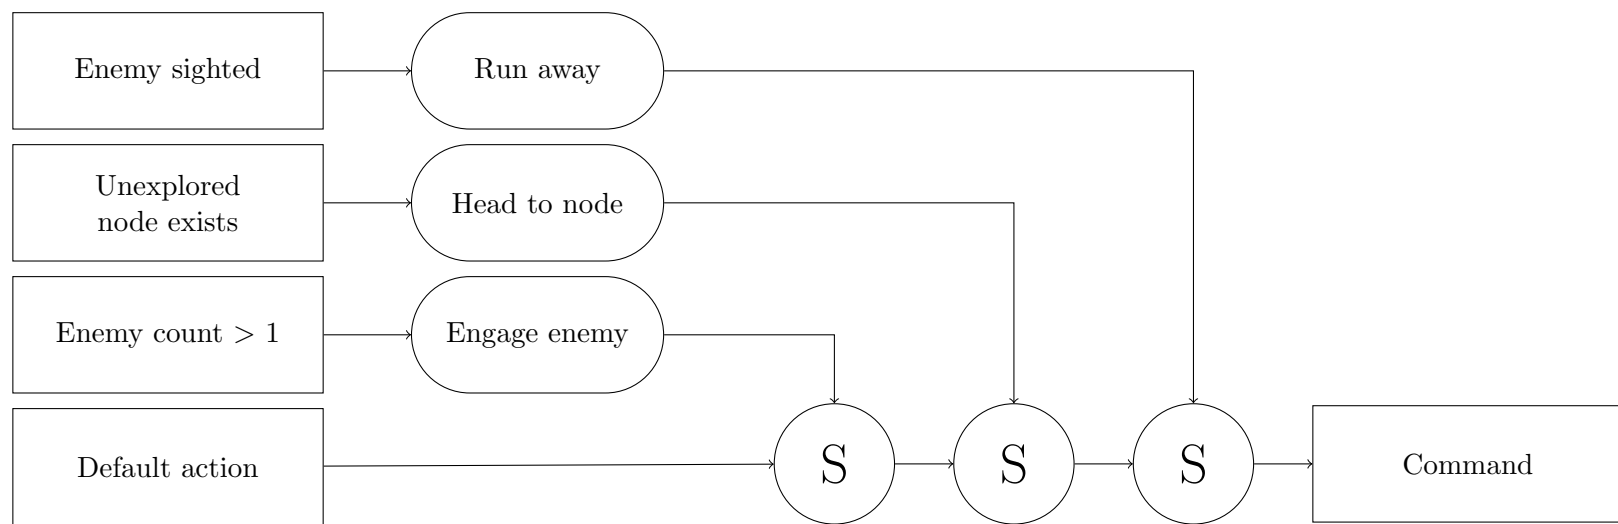 Enemy sighted
Run away
Unexplored
node exists
Head to node
Enemy count > 1
Engage enemy
Default action
S
S
S
Command